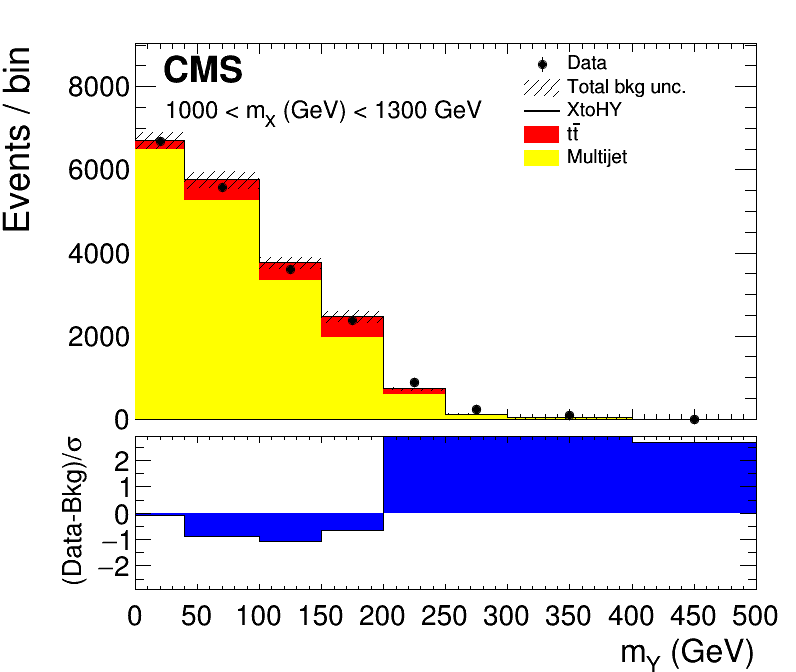 Events / bin
8000
6000
4000
2000
0
CMS
1000 < m_X (GeV) < 1300 GeV
Data
Total bkg unc.
XtoHY
tt̄
Multijet
(Data-Bkg)/σ
2
1
0
−1
−2
0 50 100 150 200 250 300 350 400 450 500
m_Y (GeV)